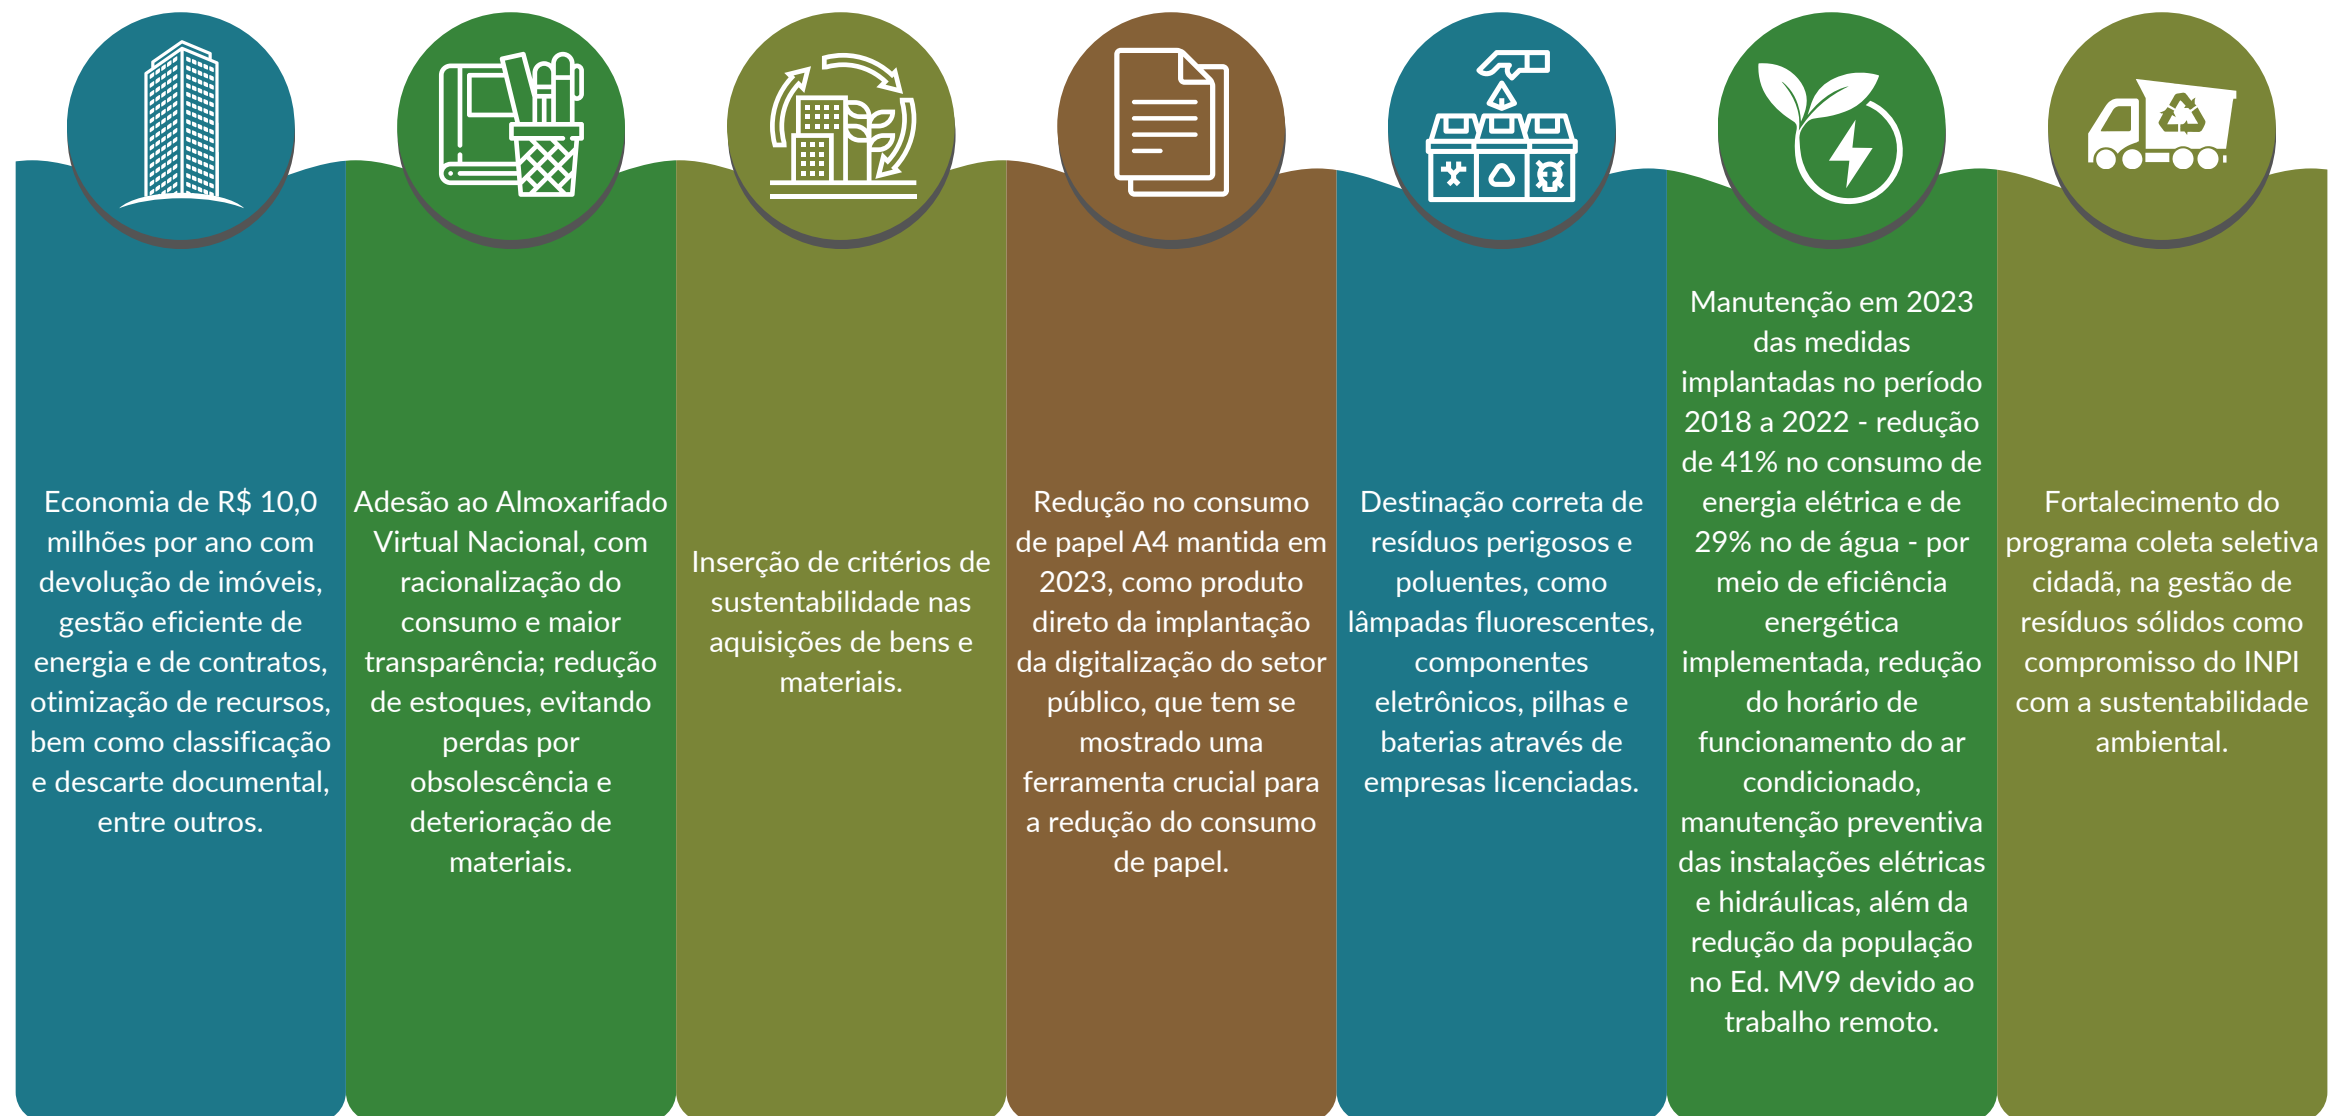 Economia de R$ 10,0
milhões por ano com
devolução de imóveis,
gestão eficiente de
energia e de contratos,
otimização de recursos,
bem como classificação
e descarte documental,
entre outros.
Adesão ao Almoxarifado
Virtual Nacional, com
racionalização do
consumo e maior
transparência; redução
de estoques, evitando
perdas por
obsolescência e
deterioração de
materiais.
Inserção de critérios de
sustentabilidade nas
aquisições de bens e
materiais.
Redução no consumo
de papel A4 mantida em
2023, como produto
direto da implantação
da digitalização do setor
público, que tem se
mostrado uma
ferramenta crucial para
a redução do consumo
de papel.
Destinação correta de
resíduos perigosos e
poluentes, como
lâmpadas fluorescentes,
componentes
eletrônicos, pilhas e
baterias através de
empresas licenciadas.
Manutenção em 2023
das medidas
implantadas no período
2018 a 2022 - redução
de 41% no consumo de
energia elétrica e de
29% no de água - por
meio de eficiência
energética
implementada, redução
do horário de
funcionamento do ar
condicionado,
manutenção preventiva
das instalações elétricas
e hidráulicas, além da
redução da população
no Ed. MV9 devido ao
trabalho remoto.
Fortalecimento do
programa coleta seletiva
cidadã, na gestão de
resíduos sólidos como
compromisso do INPI
com a sustentabilidade
ambiental.